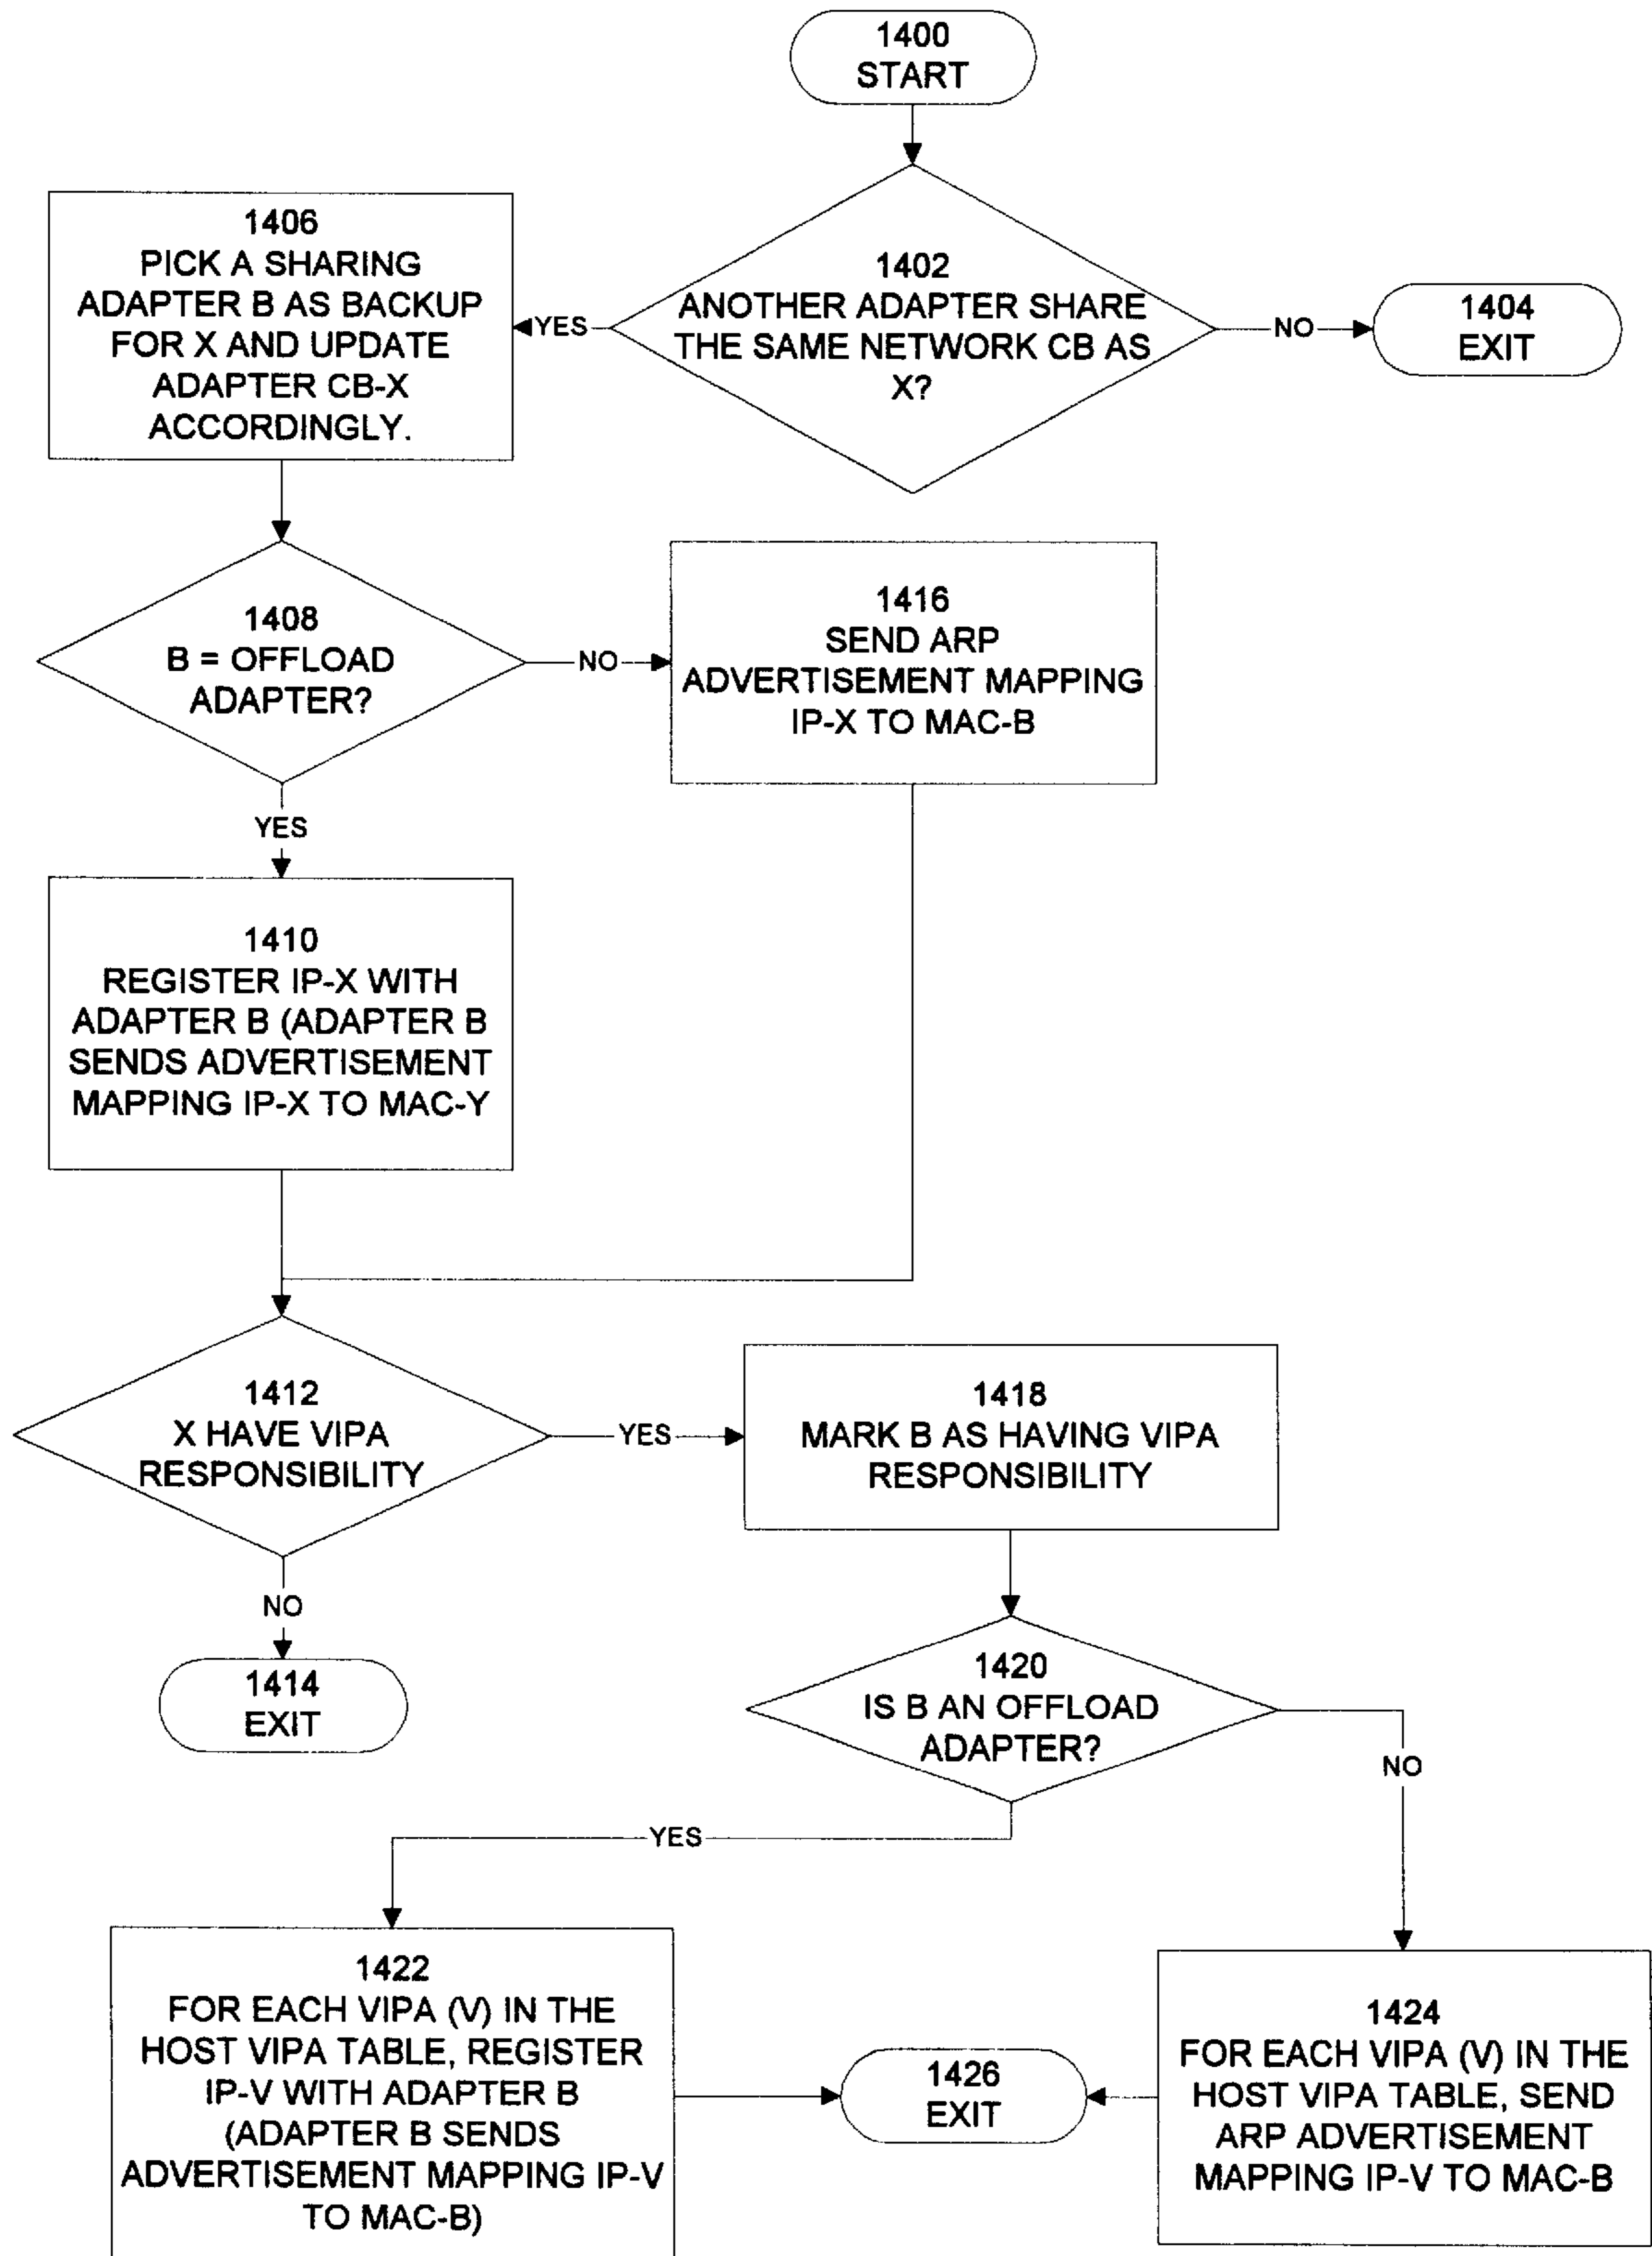 1400
START
1402
ANOTHER ADAPTER SHARE
THE SAME NETWORK CB AS
X?
YES
NO
1404
EXIT
1406
PICK A SHARING
ADAPTER B AS BACKUP
FOR X AND UPDATE
ADAPTER CB-X
ACCORDINGLY.
1408
B = OFFLOAD
ADAPTER?
NO
1416
SEND ARP
ADVERTISEMENT MAPPING
IP-X TO MAC-B
YES
1410
REGISTER IP-X WITH
ADAPTER B (ADAPTER B
SENDS ADVERTISEMENT
MAPPING IP-X TO MAC-Y
1412
X HAVE VIPA
RESPONSIBILITY
YES
1418
MARK B AS HAVING VIPA
RESPONSIBILITY
NO
1414
EXIT
1420
IS B AN OFFLOAD
ADAPTER?
NO
YES
1422
FOR EACH VIPA (V) IN THE
HOST VIPA TABLE, REGISTER
IP-V WITH ADAPTER B
(ADAPTER B SENDS
ADVERTISEMENT MAPPING IP-V
TO MAC-B)
1426
EXIT
1424
FOR EACH VIPA (V) IN THE
HOST VIPA TABLE, SEND
ARP ADVERTISEMENT
MAPPING IP-V TO MAC-B